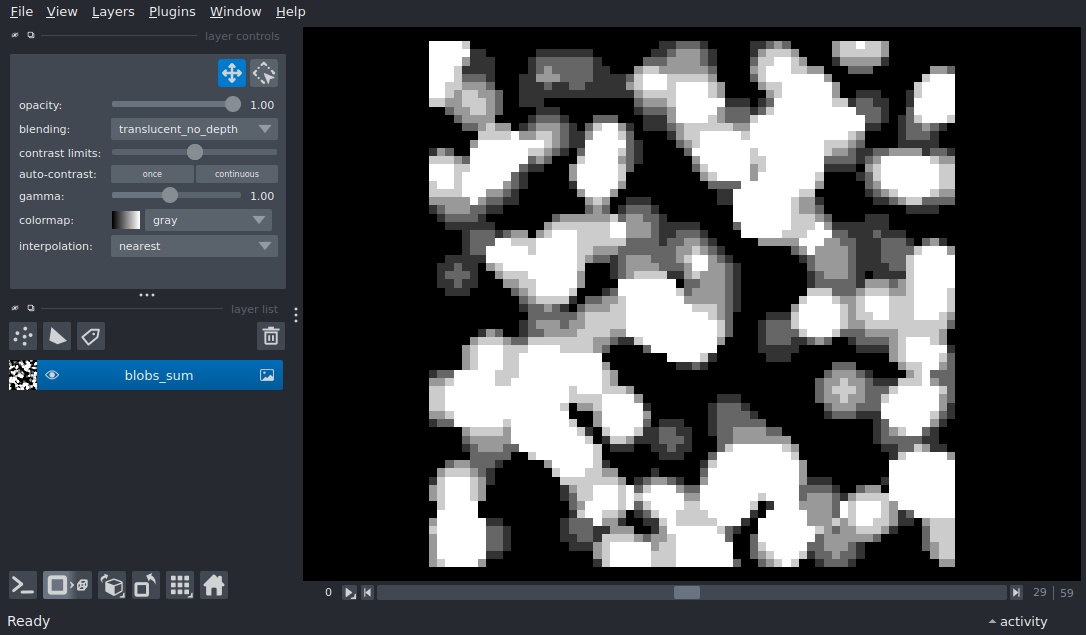 File View Layers Plugins Window Help
layer controls
opacity: 1.00
blending: translucent_no_depth
contrast limits:
auto-contrast: once continuous
gamma: 1.00
colormap: gray
interpolation: nearest
layer list
blobs_sum
0 29 59
Ready activity